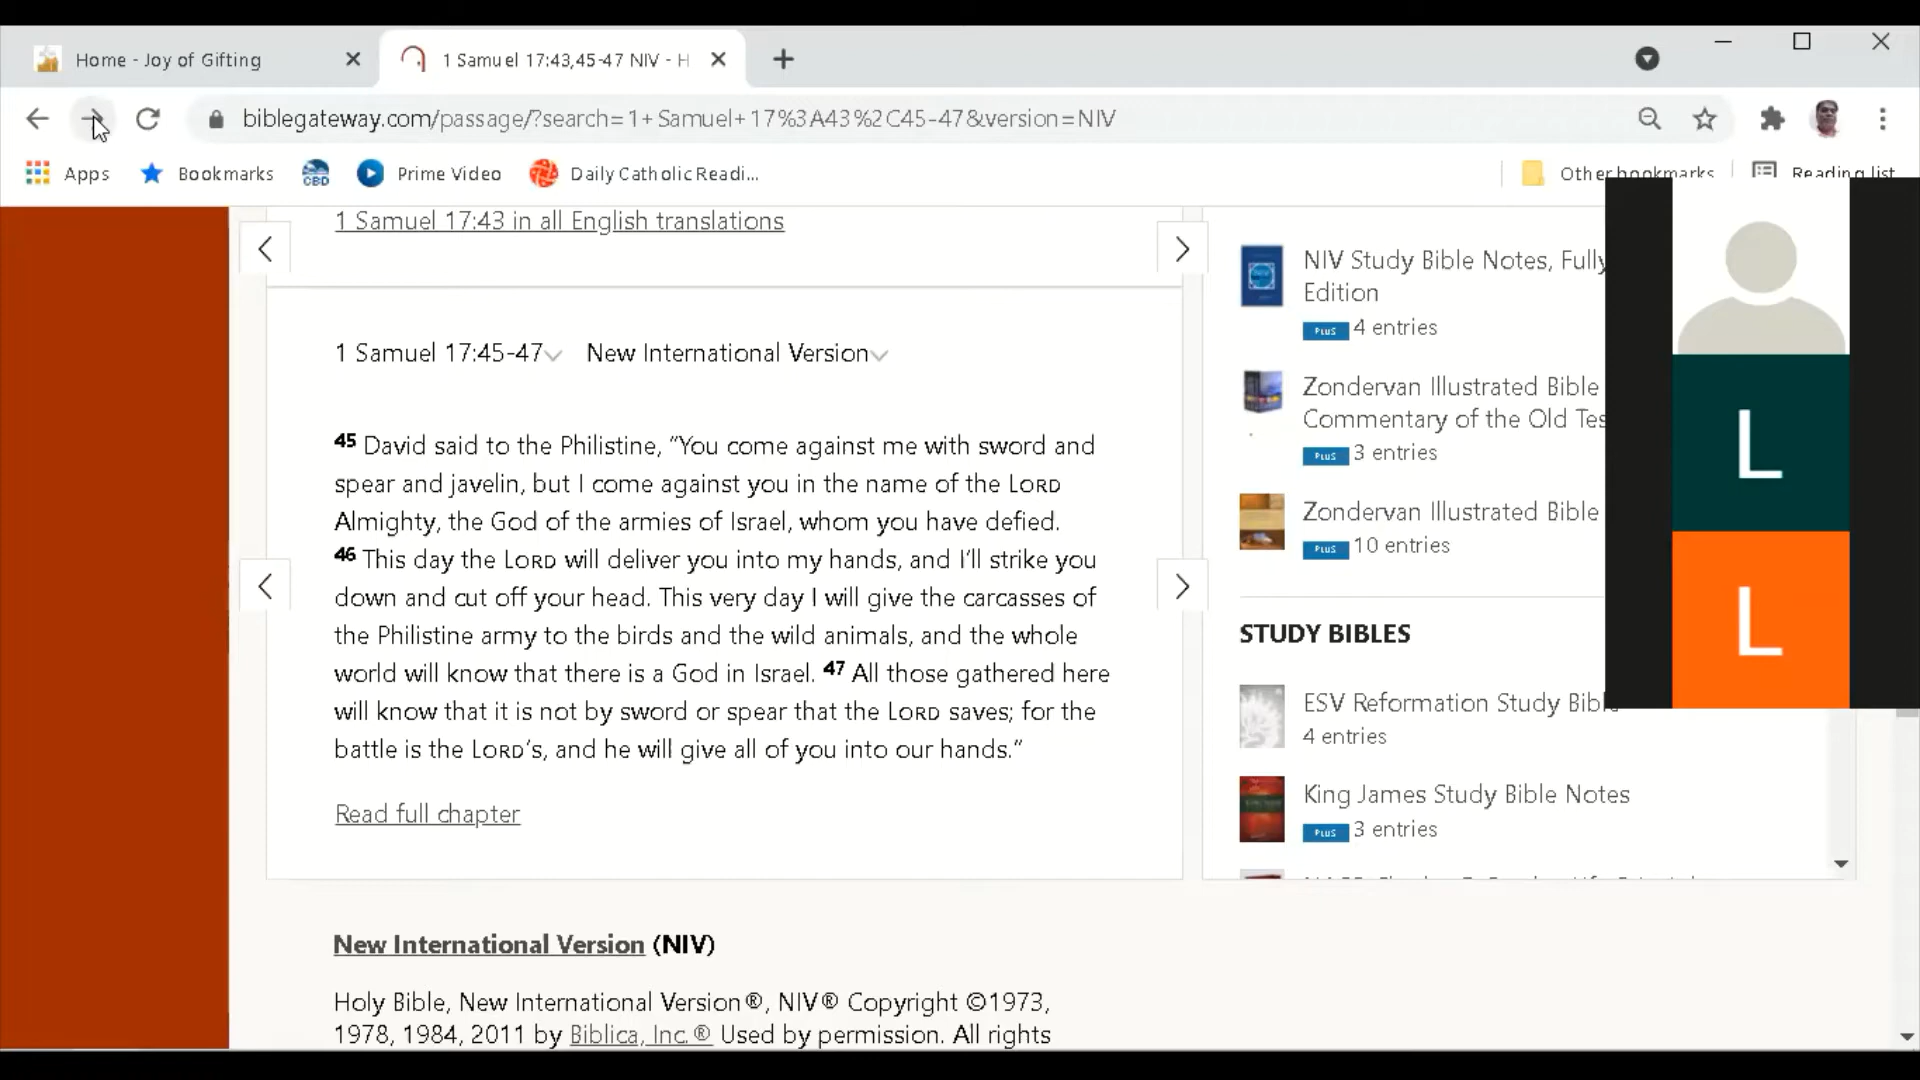 Home - Joy of Gifting
1 Samuel 17:43,45-47 NIV - H
biblegateway.com/passage/?search=1+Samuel+17%3A43%2C45-47&version=NIV
Apps
Bookmarks
CBD
Prime Video
Daily Catholic Readi...
Other bookmarks
Reading list
1 Samuel 17:43 in all English translations
1 Samuel 17:45-47 New International Version
45 David said to the Philistine, “You come against me with sword and
spear and javelin, but I come against you in the name of the LORD
Almighty, the God of the armies of Israel, whom you have defied.
46 This day the LORD will deliver you into my hands, and I’ll strike you
down and cut off your head. This very day I will give the carcasses of
the Philistine army to the birds and the wild animals, and the whole
world will know that there is a God in Israel. 47 All those gathered here
will know that it is not by sword or spear that the LORD saves; for the
battle is the LORD’s, and he will give all of you into our hands.”
Read full chapter
New International Version (NIV)
Holy Bible, New International Version®, NIV® Copyright ©1973,
1978, 1984, 2011 by Biblica, Inc.® Used by permission. All rights
NIV Study Bible Notes, Fully
Edition
PLUS 4 entries
Zondervan Illustrated Bible
Commentary of the Old Tes
PLUS 3 entries
Zondervan Illustrated Bible
PLUS 10 entries
STUDY BIBLES
ESV Reformation Study Bible
4 entries
King James Study Bible Notes
PLUS 3 entries
L
L